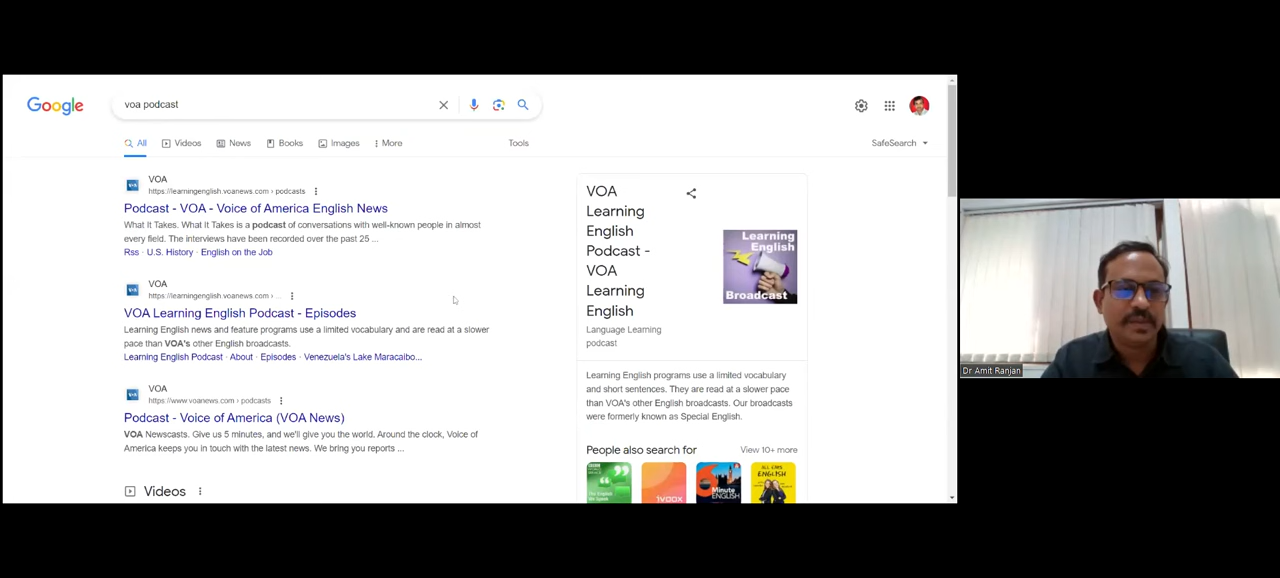 Google
voa podcast
All
Videos
News
Books
Images
More
Tools
SafeSearch
VOA
https://learningenglish.voanews.com › podcasts
Podcast - VOA - Voice of America English News
What It Takes. What It Takes is a podcast of conversations with well-known people in almost
every field. The interviews have been recorded over the past 25 ...
Rss · U.S. History · English on the Job
VOA
https://learningenglish.voanews.com › ...
VOA Learning English Podcast - Episodes
Learning English news and feature programs use a limited vocabulary and are read at a slower
pace than VOA's other English broadcasts.
Learning English Podcast · About · Episodes · Venezuela's Lake Maracaibo...
VOA
https://www.voanews.com › podcasts
Podcast - Voice of America (VOA News)
VOA Newscasts. Give us 5 minutes, and we'll give you the world. Around the clock, Voice of
America keeps you in touch with the latest news. We bring you reports ...
Videos
VOA
Learning
English
Podcast -
VOA
Learning
English
Language Learning
podcast
Learning
English
Broadcast
Learning English programs use a limited vocabulary
and short sentences. They are read at a slower pace
than VOA's other English broadcasts. Our broadcasts
were formerly known as Special English.
People also search for
View 10+ more
ivoox
6
Minute
ENGLISH
ALL EARS
ENGLISH
Dr Amit Ranjan